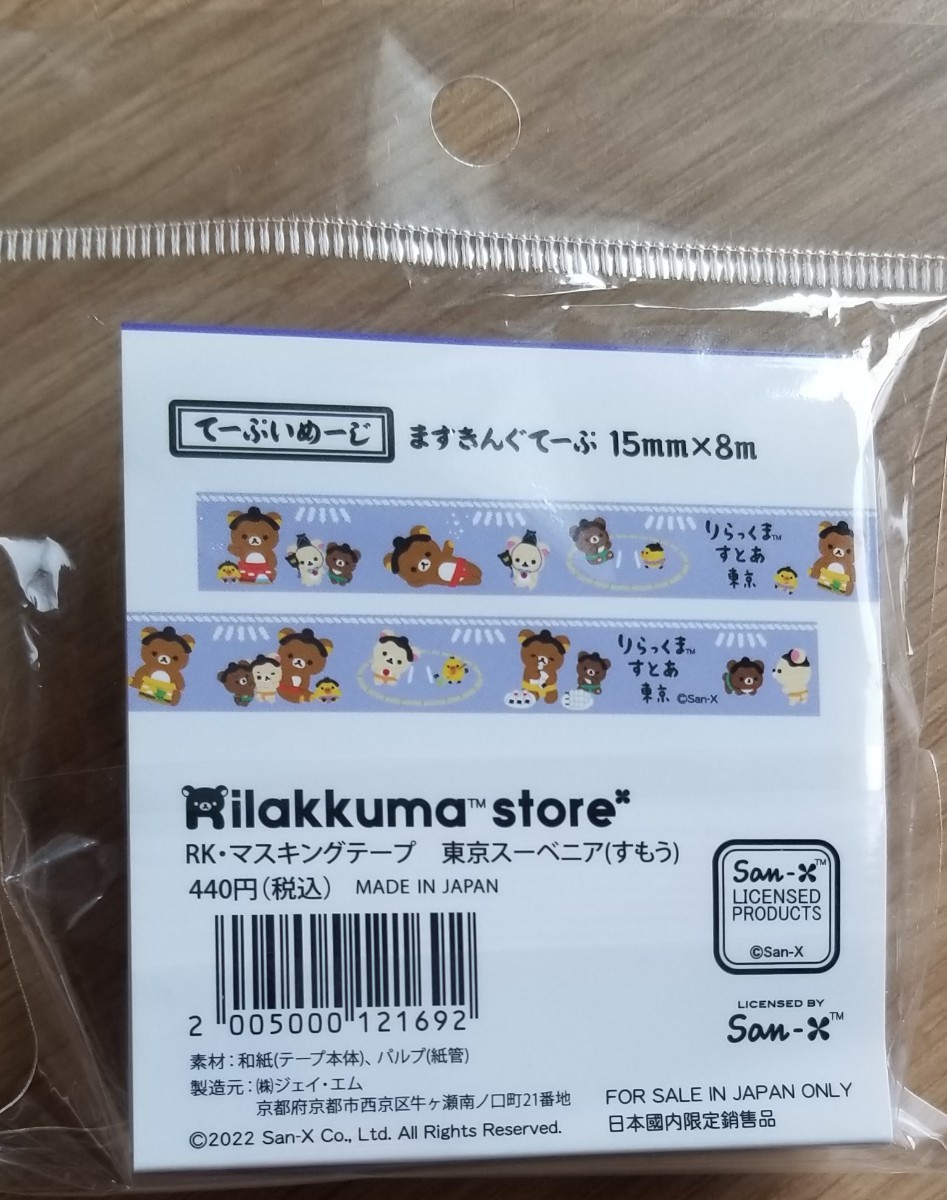 てーぷいめーじ ますきんぐてーぷ 15mm×8m
りらっくま™
すとあ
東京
りらっくま™
すとあ
東京 ©San-X
Rilakkuma™ store
RK・マスキングテープ 東京スーベニア(すもう)
440円(税込) MADE IN JAPAN
San-X™
LICENSED
PRODUCTS
©San-X
2 005000 121692
LICENSED BY
San-X™
素材:和紙(テープ本体)、パルプ(紙管)
製造元:㈱ジェイ・エム
京都府京都市西京区牛ヶ瀬南ノ口町21番地
©2022 San-X Co., Ltd. All Rights Reserved.
FOR SALE IN JAPAN ONLY
日本國内限定銷售品